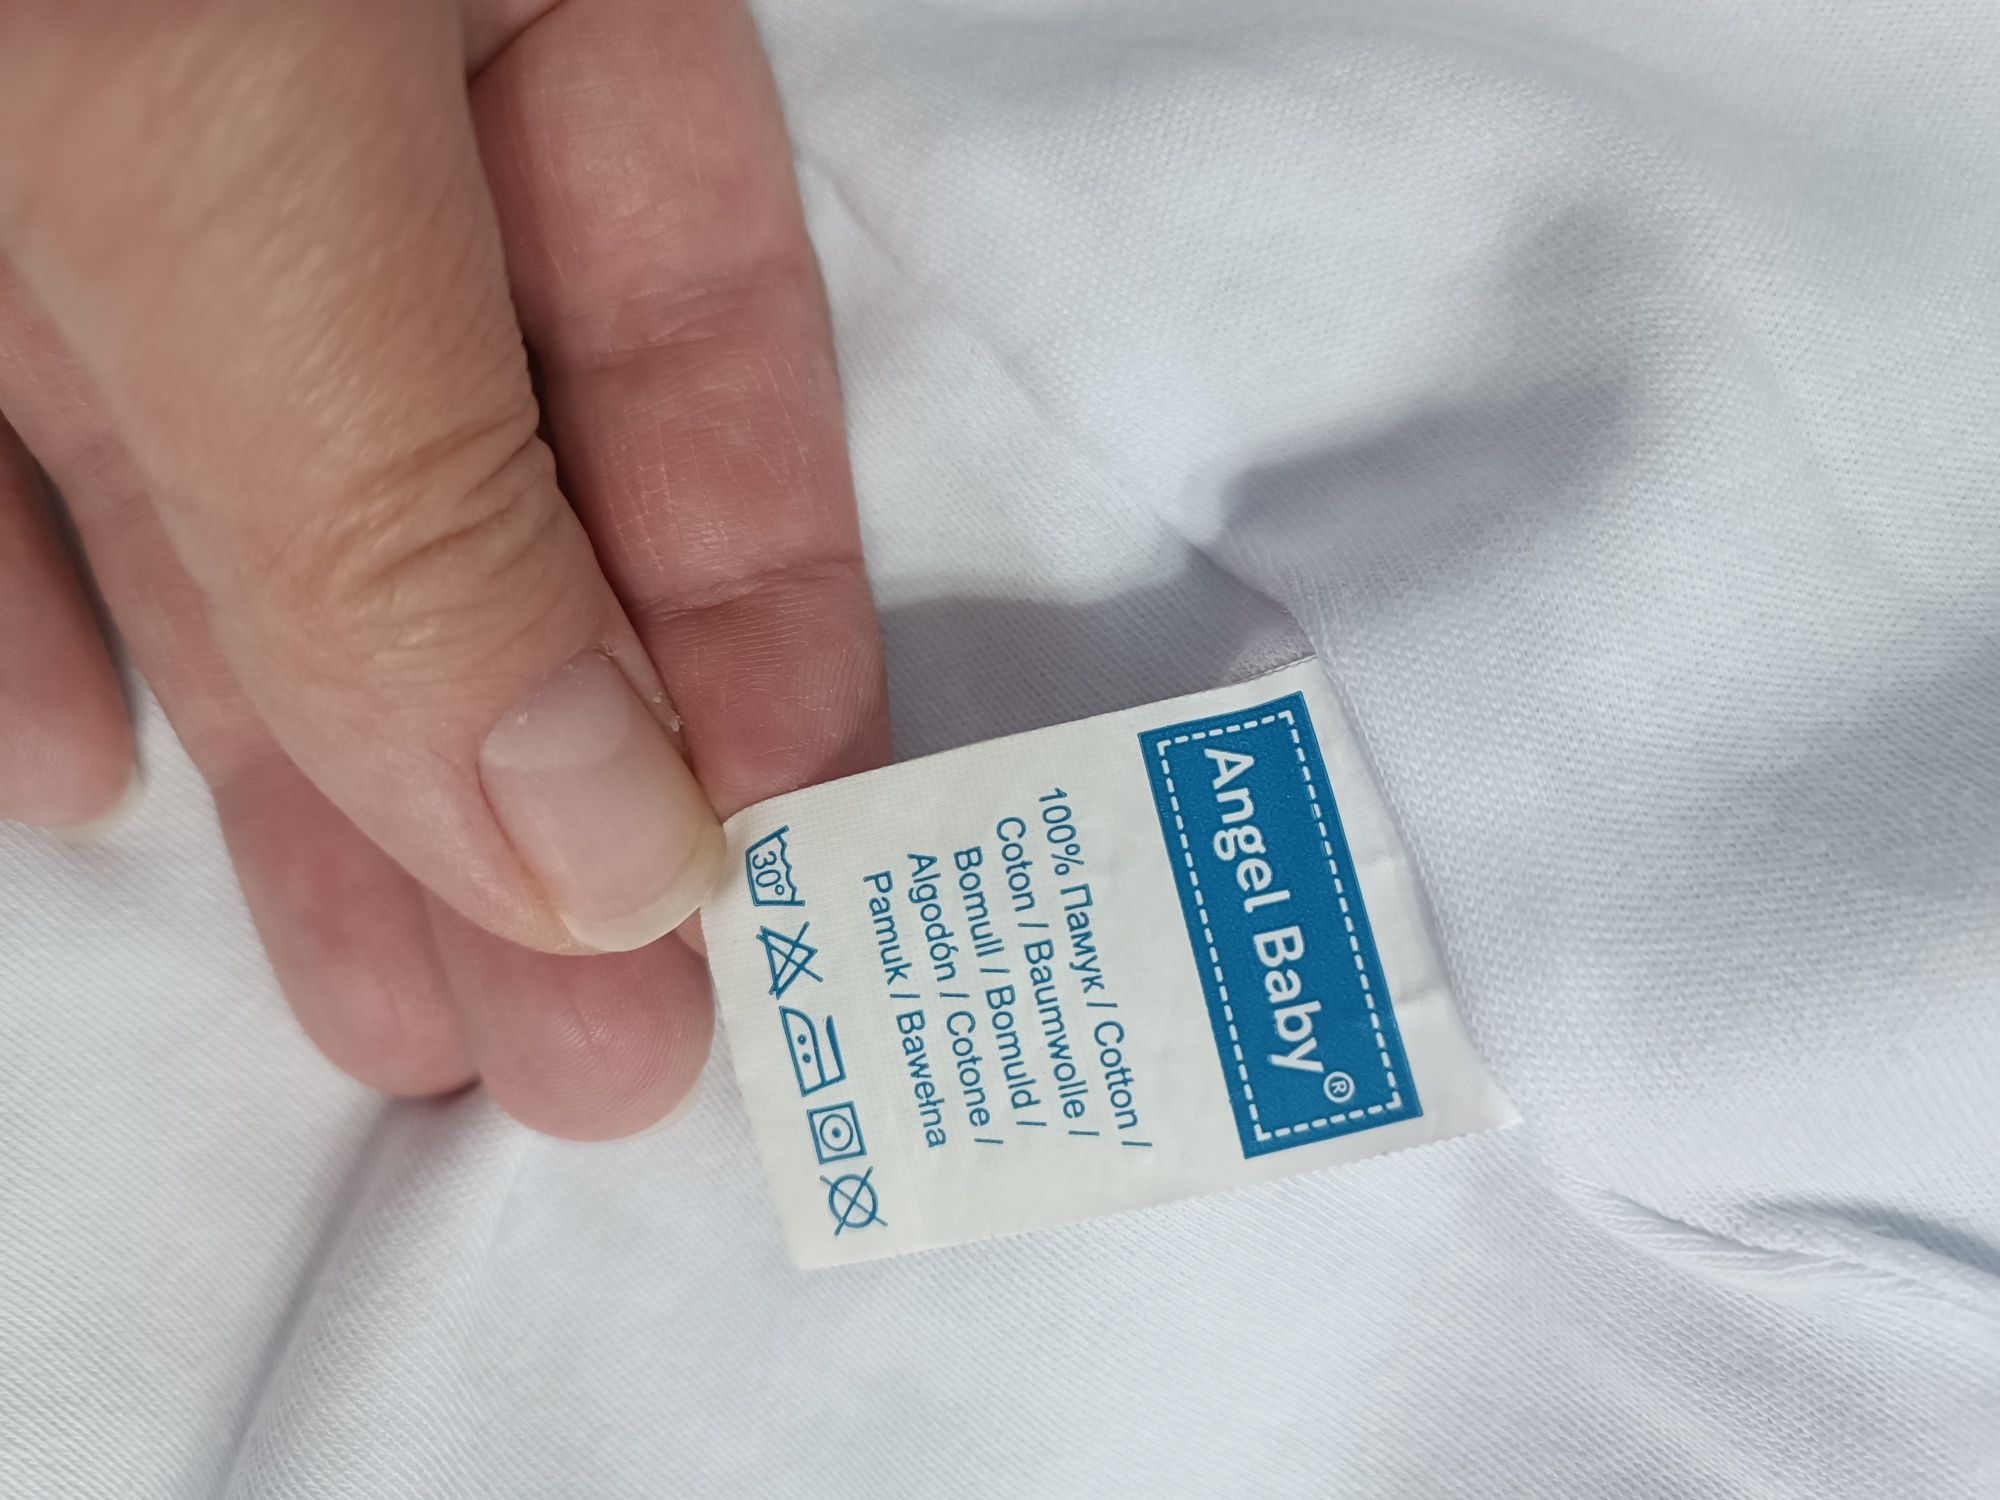 Angel Baby®
100% Памук / Cotton /
Coton / Baumwolle /
Bomull / Bomuld /
Algodón / Cotone /
Pamuk / Bawełna
30°